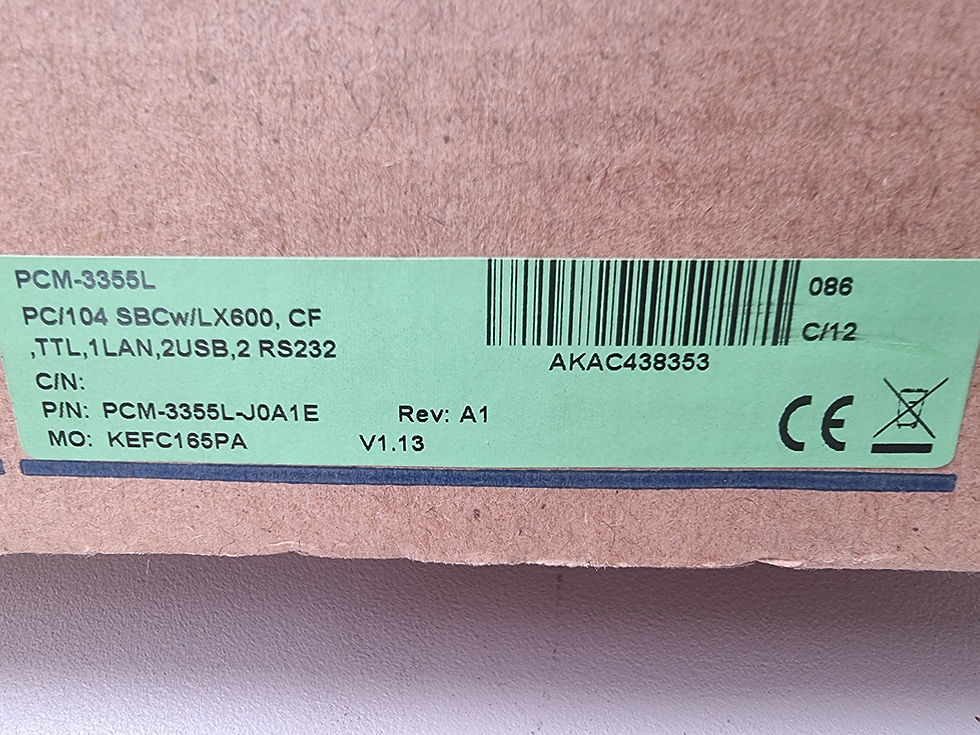 PCM-3355L
PC/104 SBCw/LX600, CF
,TTL,1LAN,2USB,2 RS232
C/N:
P/N: PCM-3355L-J0A1E Rev: A1
MO: KEFC165PA V1.13
086
C/12
AKAC438353
CE